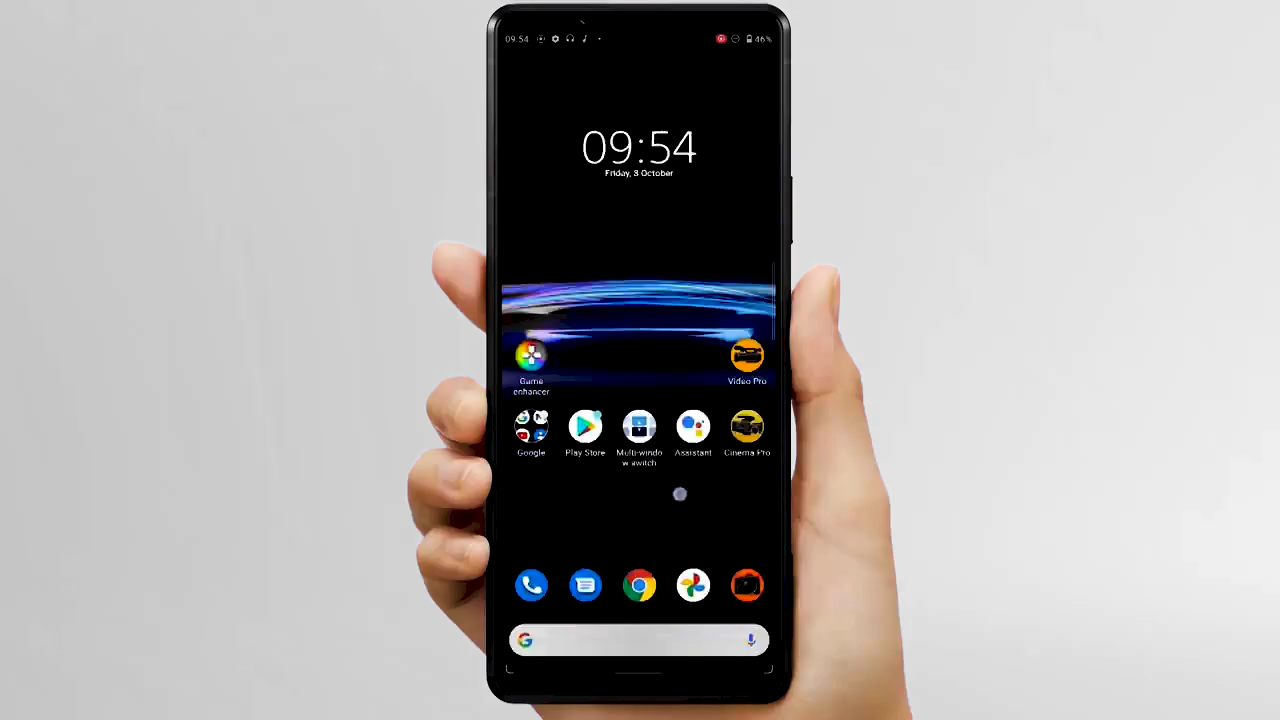 09.54
46%
09:54
Friday, 8 October
Game
enhancer
Video Pro
Google
Play Store
Multi-windo
w switch
Assistant
Cinema Pro